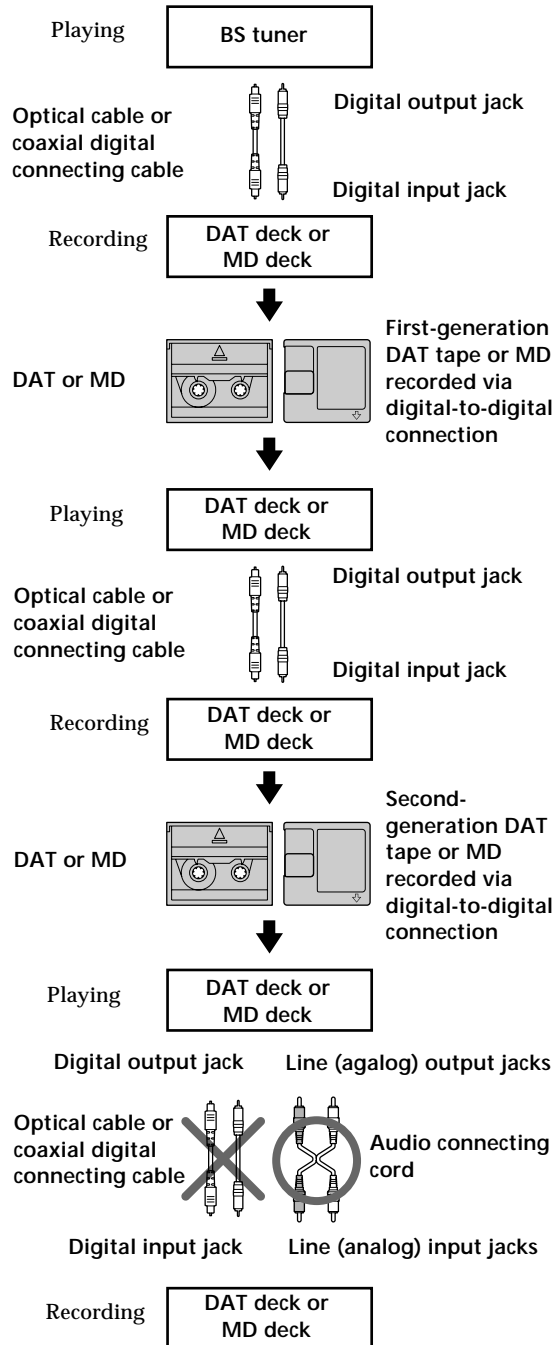 Playing
BS tuner
Optical cable or
coaxial digital
connecting cable
Digital output jack
Digital input jack
Recording
DAT deck or
MD deck
DAT or MD
First-generation
DAT tape or MD
recorded via
digital-to-digital
connection
Playing
DAT deck or
MD deck
Optical cable or
coaxial digital
connecting cable
Digital output jack
Digital input jack
Recording
DAT deck or
MD deck
DAT or MD
Second-
generation DAT
tape or MD
recorded via
digital-to-digital
connection
Playing
DAT deck or
MD deck
Digital output jack
Line (agalog) output jacks
Optical cable or
coaxial digital
connecting cable
Audio connecting
cord
Digital input jack
Line (analog) input jacks
Recording
DAT deck or
MD deck